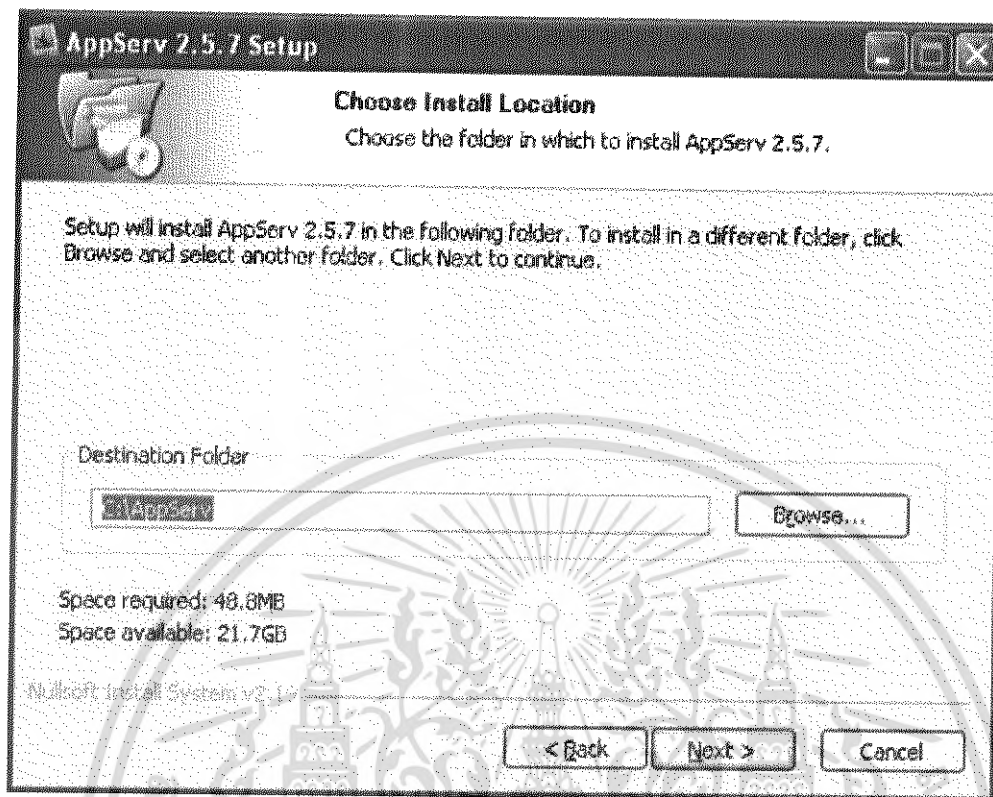 AppServ 2.5.7 Setup
Choose Install Location
Choose the folder in which to install AppServ 2.5.7.
Setup will install AppServ 2.5.7 in the following folder. To install in a different folder, click
Browse and select another folder. Click Next to continue.
Destination Folder
C:\AppServ
Browse...
Space required: 48.8MB
Space available: 21.7GB
Nullsoft Install System
< Back
Next >
Cancel